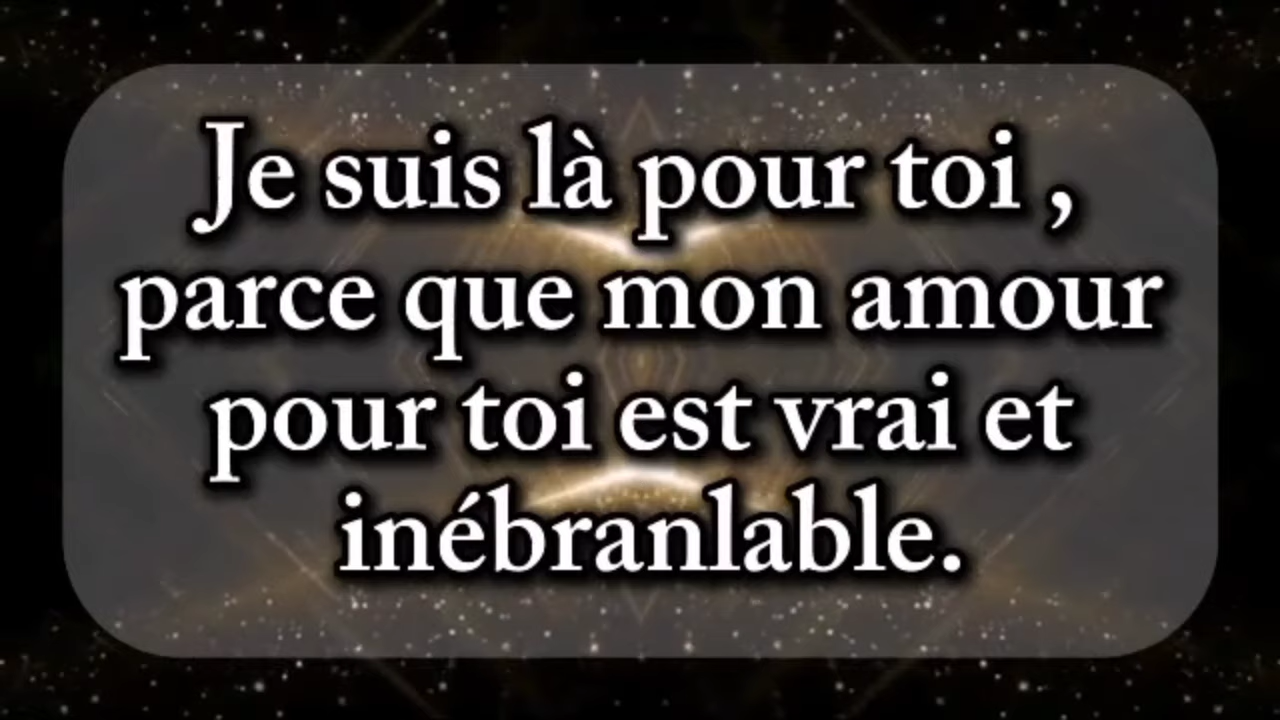 Je suis là pour toi ,
parce que mon amour
pour toi est vrai et
inébranlable.